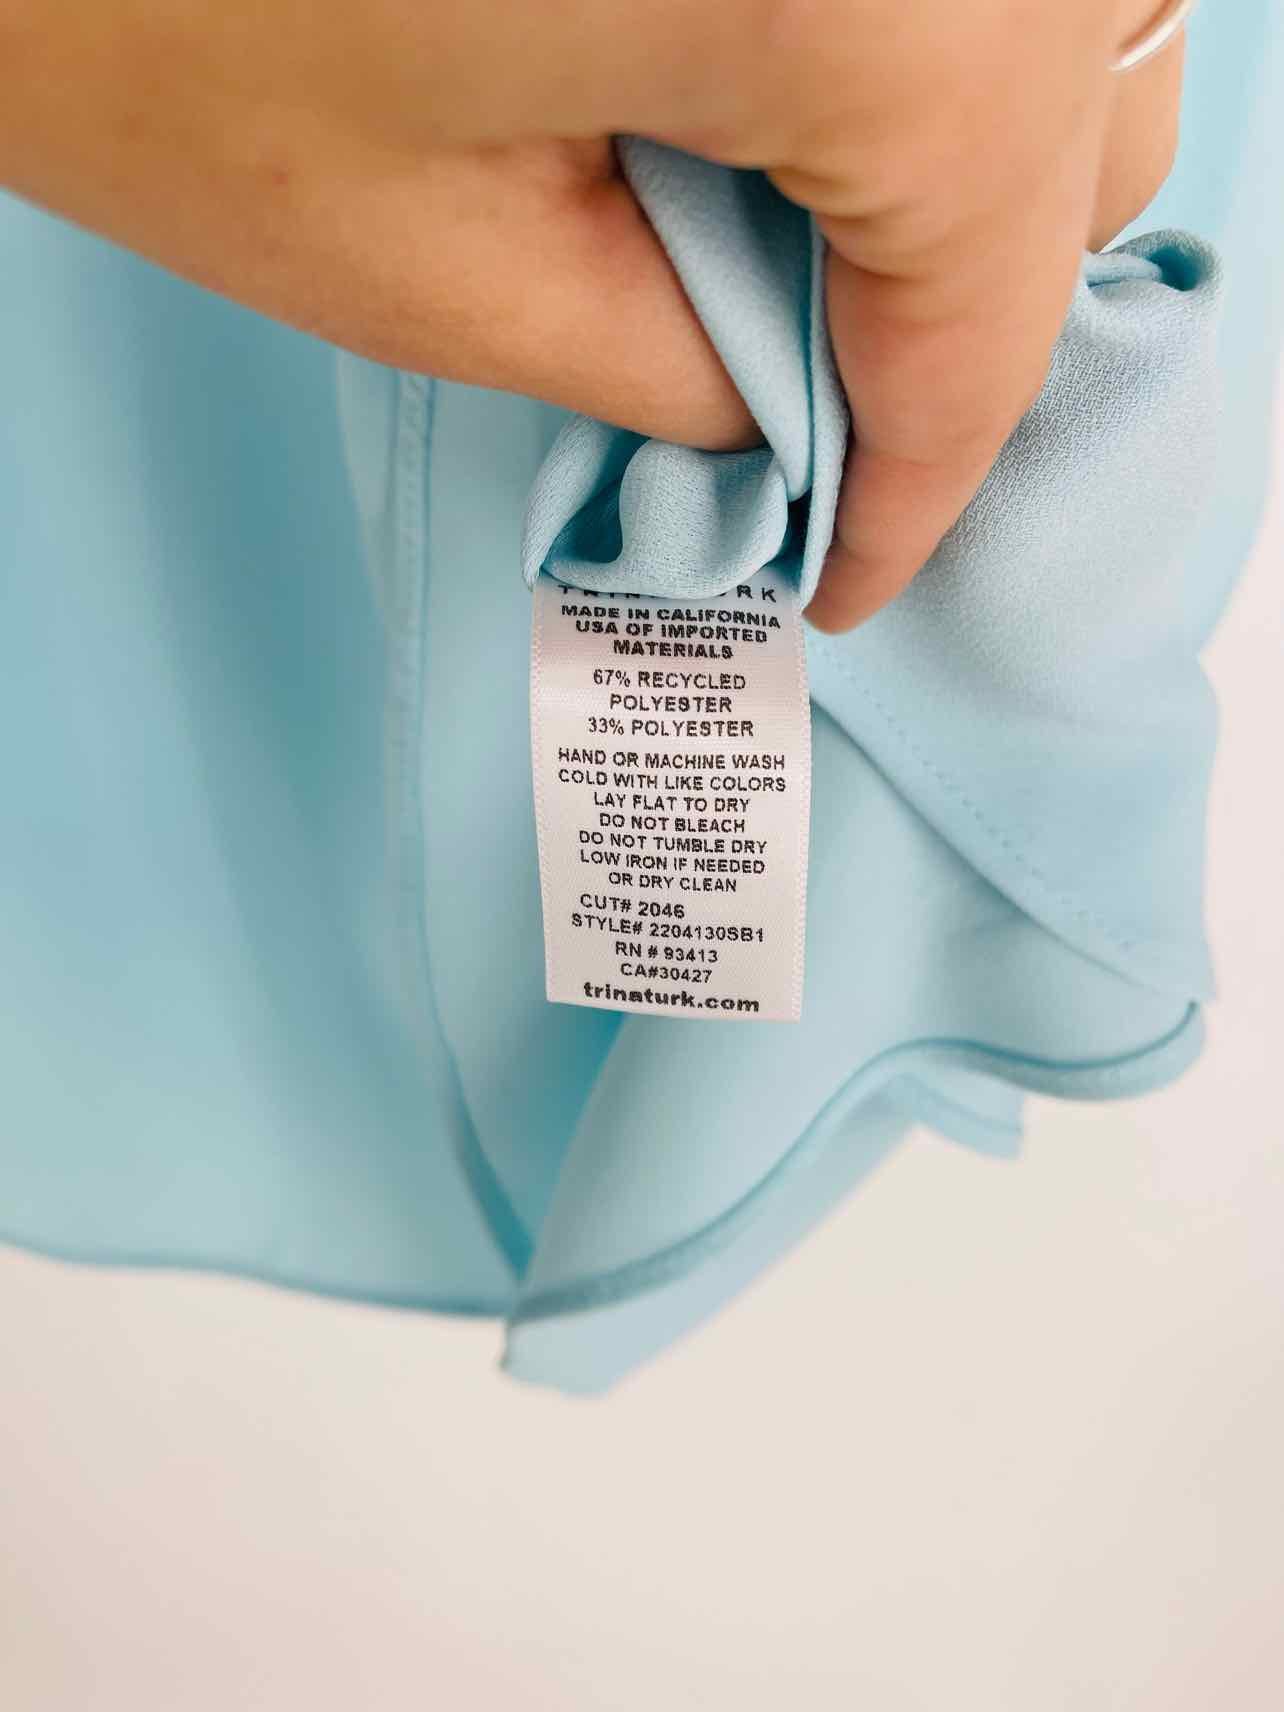 TRINA TURK
MADE IN CALIFORNIA
USA OF IMPORTED
MATERIALS
67% RECYCLED
POLYESTER
33% POLYESTER
HAND OR MACHINE WASH
COLD WITH LIKE COLORS
LAY FLAT TO DRY
DO NOT BLEACH
DO NOT TUMBLE DRY
LOW IRON IF NEEDED
OR DRY CLEAN
CUT# 2046
STYLE# 2204130SB1
RN # 93413
CA#30427
trinaturk.com